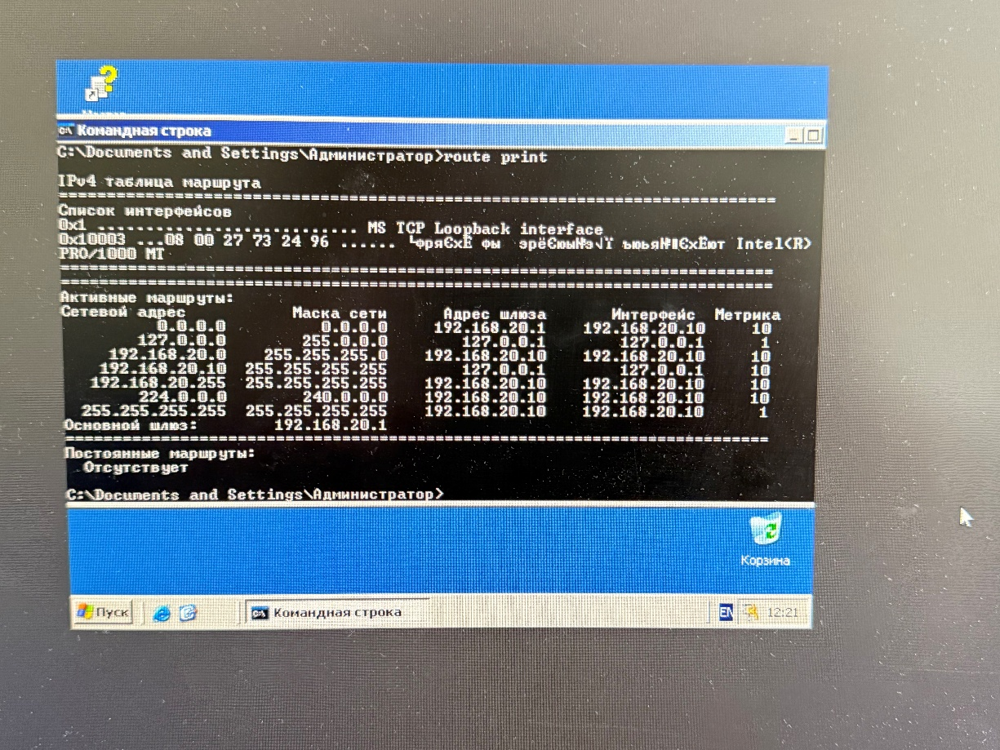 Командная строка
C:\Documents and Settings\Администратор>route print
IPv4 таблица маршрута
===========================================================================
Список интерфейсов
0x1 ........................... MS TCP Loopback interface
0x10003 ...08 00 27 73 24 96 ...... Intel(R)
PRO/1000 MT
===========================================================================
===========================================================================
Активные маршруты:
Сетевой адрес Маска сети Адрес шлюза Интерфейс Метрика
0.0.0.0 0.0.0.0 192.168.20.1 192.168.20.10 10
127.0.0.0 255.0.0.0 127.0.0.1 127.0.0.1 1
192.168.20.0 255.255.255.0 192.168.20.10 192.168.20.10 10
192.168.20.10 255.255.255.255 127.0.0.1 127.0.0.1 10
192.168.20.255 255.255.255.255 192.168.20.10 192.168.20.10 10
224.0.0.0 240.0.0.0 192.168.20.10 192.168.20.10 10
255.255.255.255 255.255.255.255 192.168.20.10 192.168.20.10 1
Основной шлюз: 192.168.20.1
===========================================================================
Постоянные маршруты:
Отсутствует
C:\Documents and Settings\Администратор>
Корзина
Пуск
Командная строка
EN
12:21